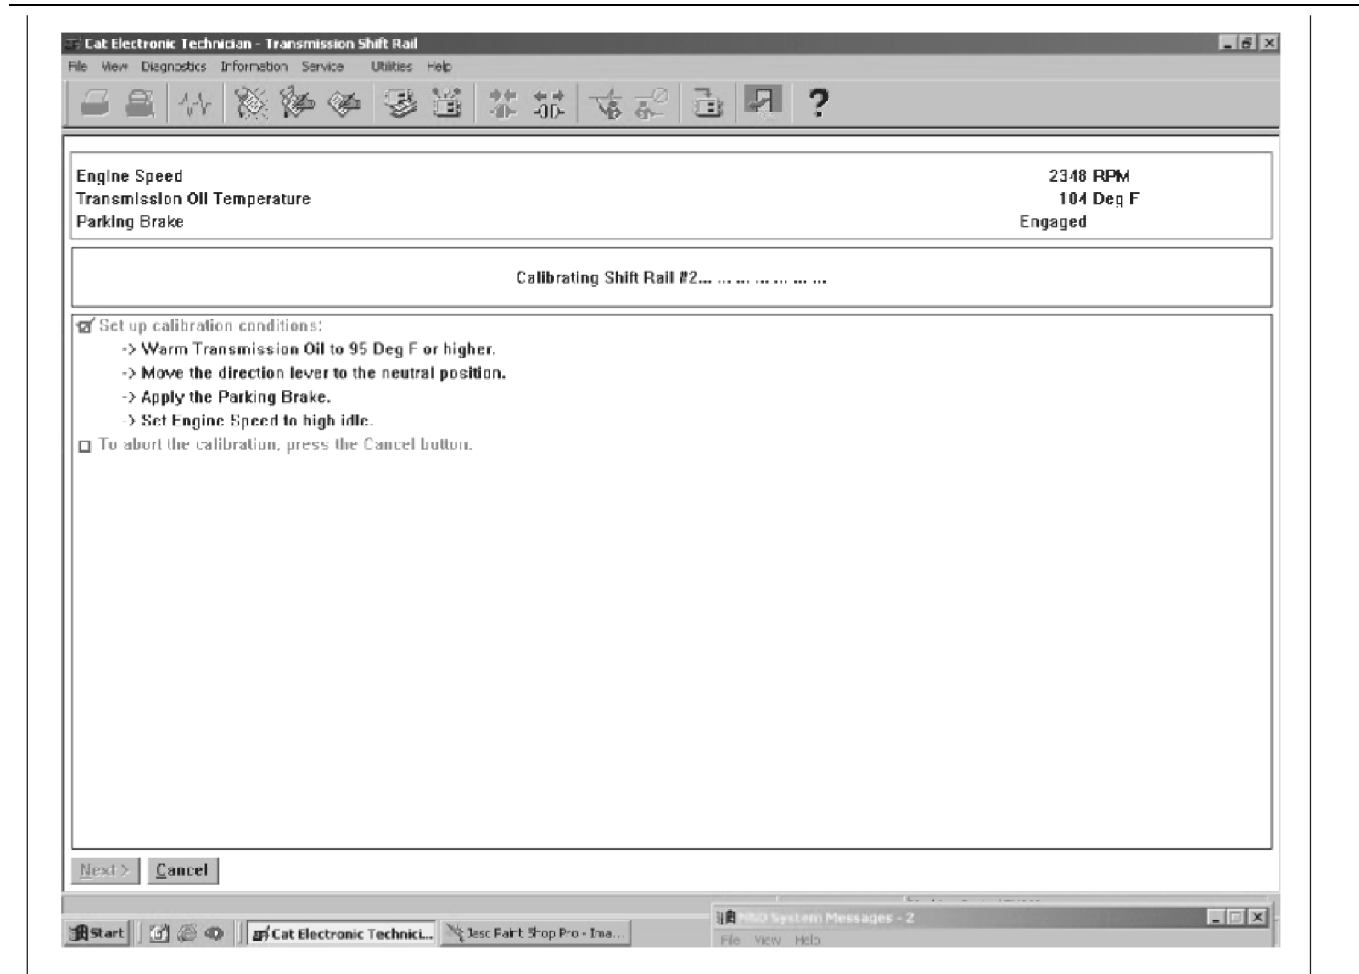 Cat Electronic Technician - Transmission Shift Rail
File View Diagnostics Information Service Utilities Help
Engine Speed 2348 RPM
Transmission Oil Temperature 104 Deg F
Parking Brake Engaged
Calibrating Shift Rail #2... ... ... ... ... ... ...
Set up calibration conditions:
-> Warm Transmission Oil to 95 Deg F or higher.
-> Move the direction lever to the neutral position.
-> Apply the Parking Brake.
-> Set Engine Speed to high idle.
To abort the calibration, press the Cancel button.
Next > Cancel
System Messages - 2
Start Cat Electronic Technici... Shop Pro - Ima...
File View Help